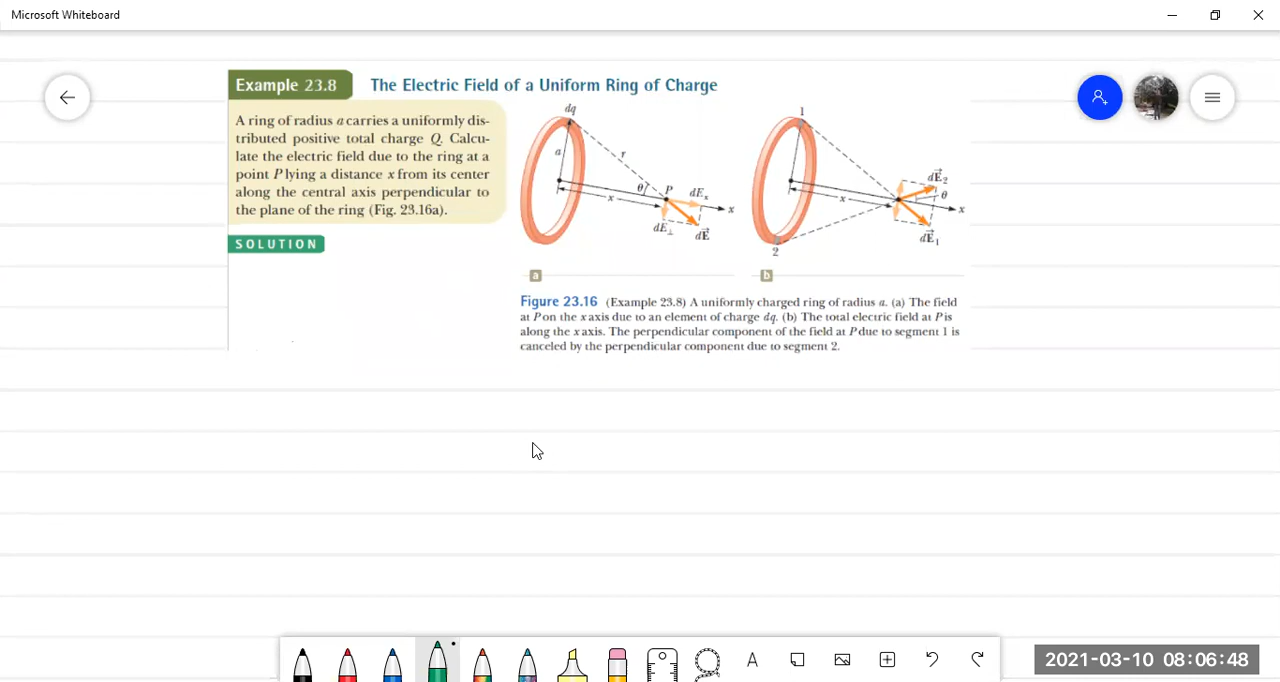 Microsoft Whiteboard
Example 23.8 The Electric Field of a Uniform Ring of Charge
A ring of radius a carries a uniformly dis-
tributed positive total charge Q. Calcu-
late the electric field due to the ring at a
point P lying a distance x from its center
along the central axis perpendicular to
the plane of the ring (Fig. 23.16a).
SOLUTION
dq
a
r
θ
P
dEx
x
x
dE⊥
dE⃗
a
1
dE⃗2
θ
x
x
dE⃗1
2
b
Figure 23.16 (Example 23.8) A uniformly charged ring of radius a. (a) The field
at P on the x axis due to an element of charge dq. (b) The total electric field at P is
along the x axis. The perpendicular component of the field at P due to segment 1 is
canceled by the perpendicular component due to segment 2.
A
2021-03-10 08:06:48